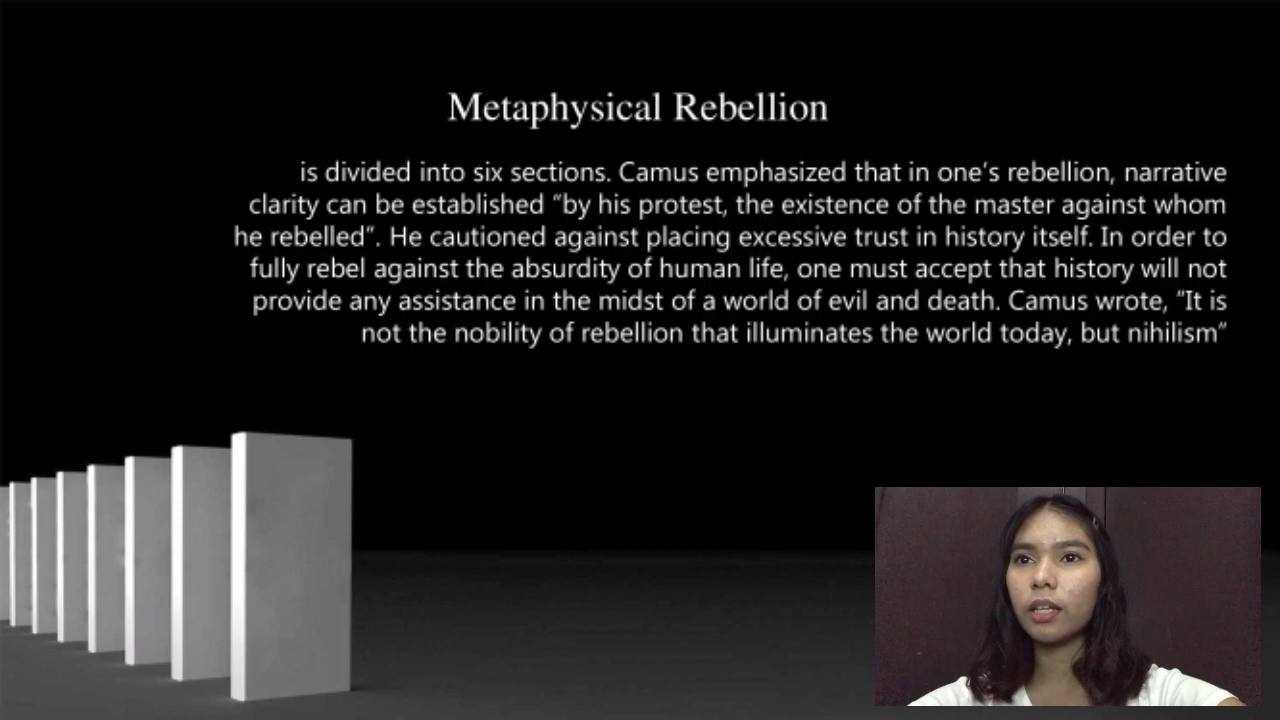 Metaphysical Rebellion
is divided into six sections. Camus emphasized that in one’s rebellion, narrative
clarity can be established “by his protest, the existence of the master against whom
he rebelled”. He cautioned against placing excessive trust in history itself. In order to
fully rebel against the absurdity of human life, one must accept that history will not
provide any assistance in the midst of a world of evil and death. Camus wrote, “It is
not the nobility of rebellion that illuminates the world today, but nihilism”